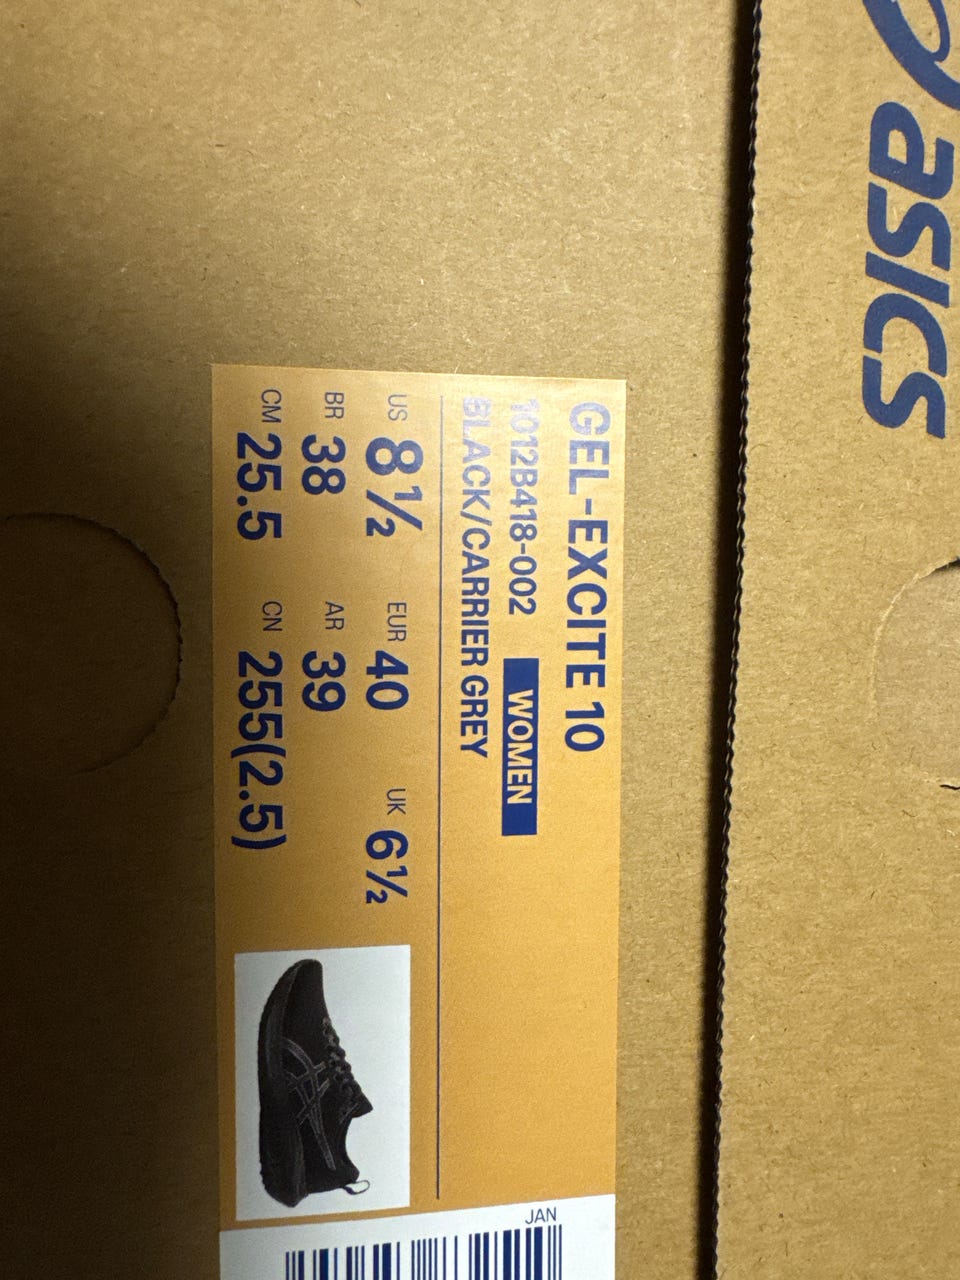 asics
GEL-EXCITE 10
1012B418-002 WOMEN
BLACK/CARRIER GREY
US 8½ EUR 40 UK 6½
BR 38 AR 39
CM 25.5 CN 255(2.5)
JAN